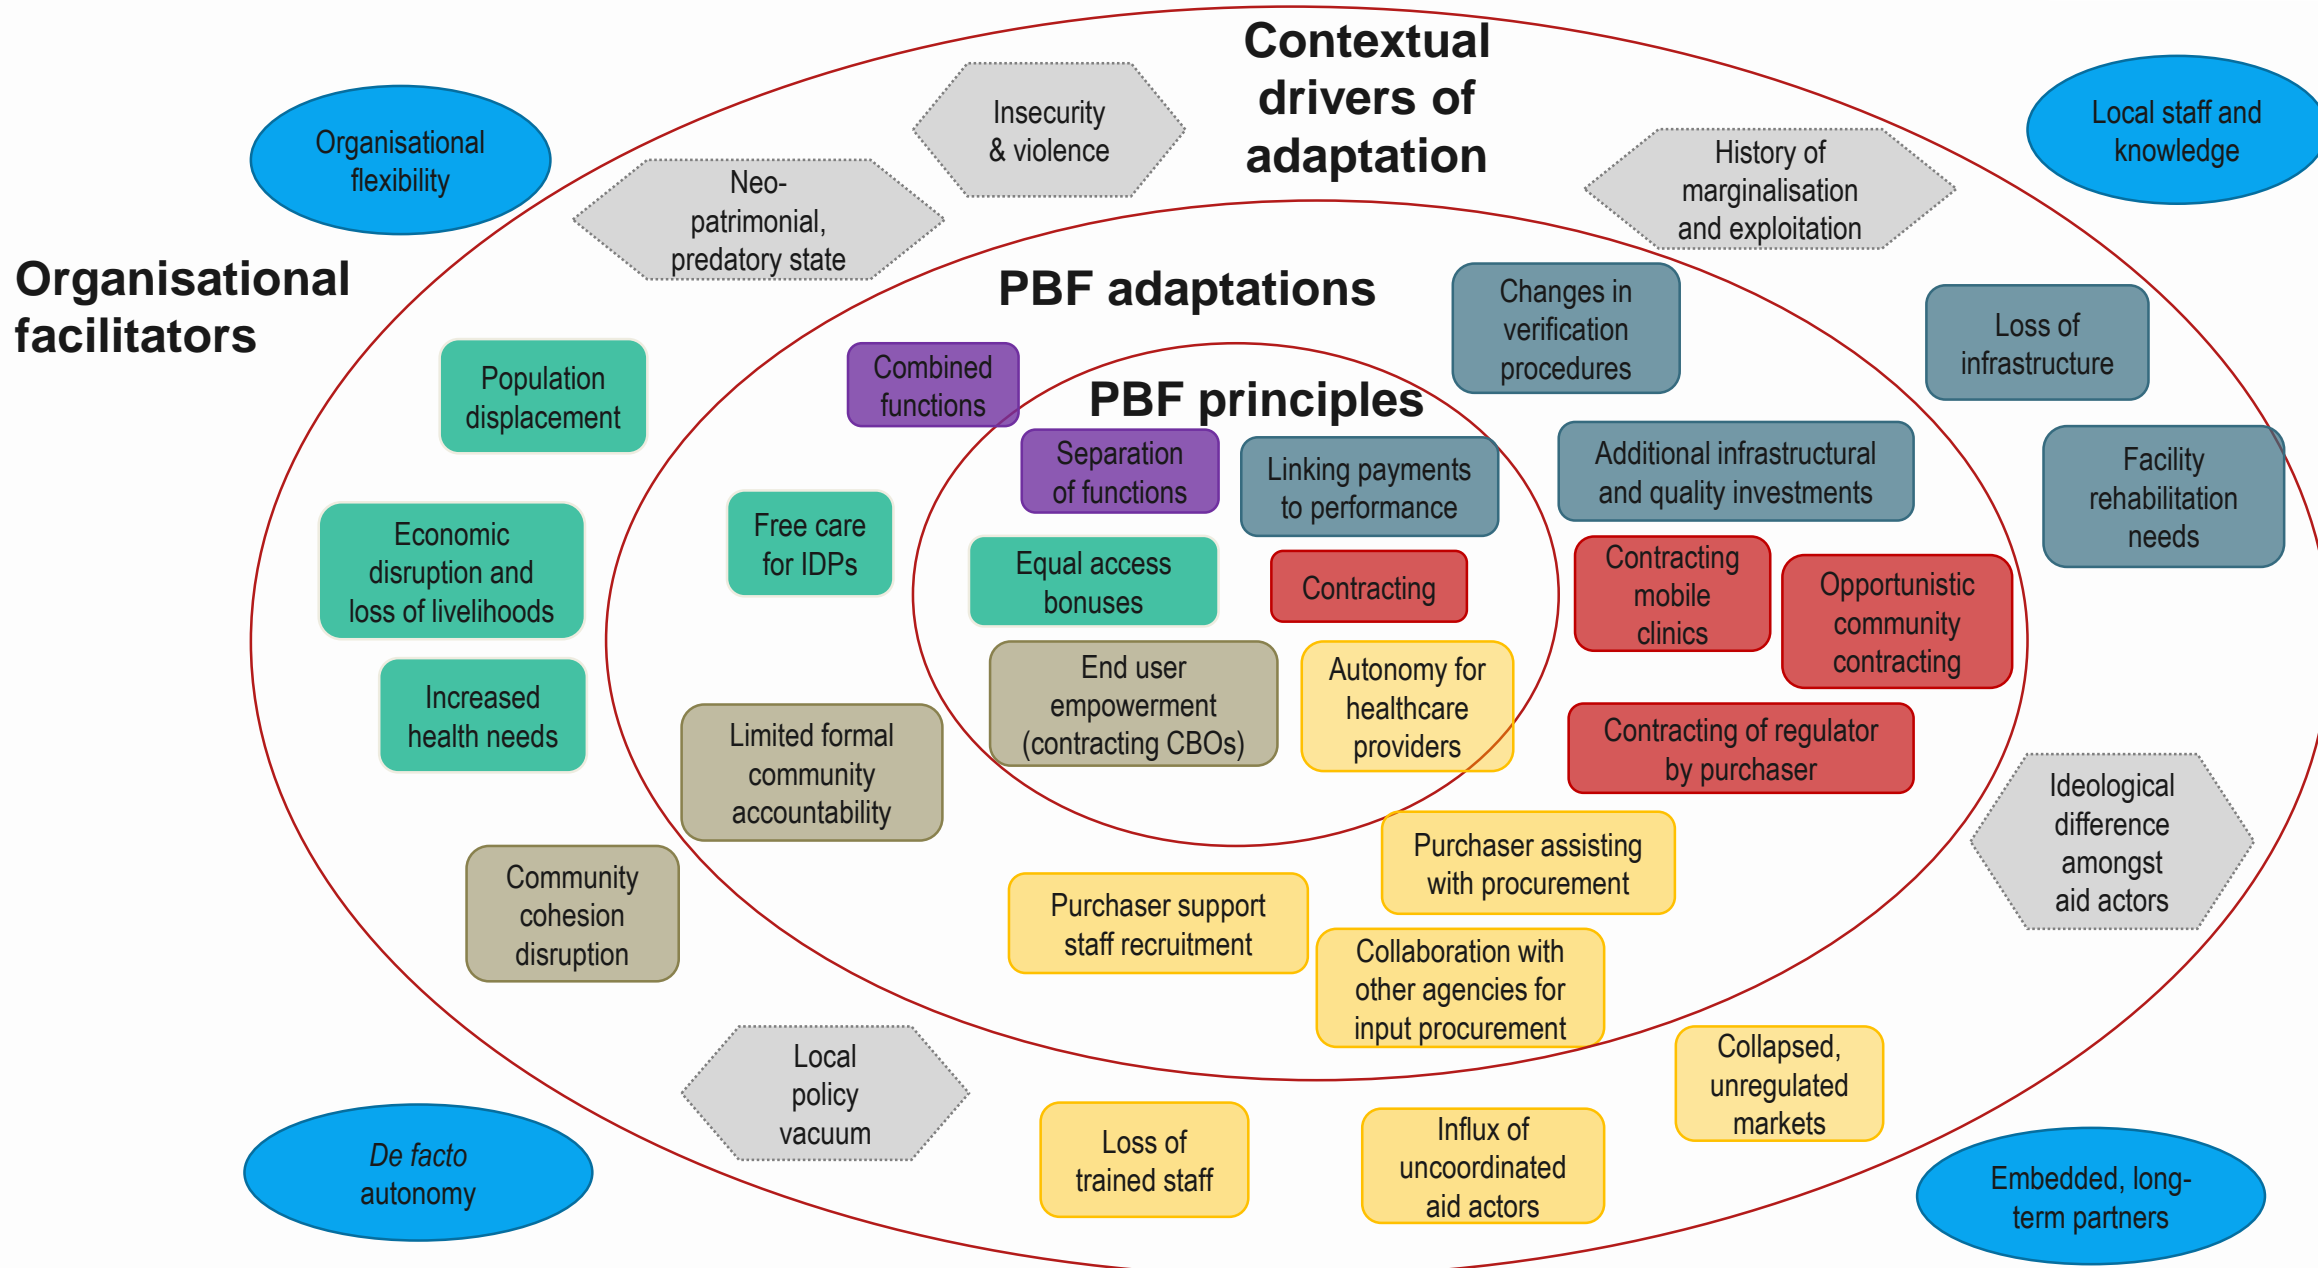 Contextual
drivers of
adaptation
Organisational
flexibility
Insecurity
& violence
Local staff and
knowledge
Neo-
patrimonial,
predatory state
History of
marginalisation
and exploitation
Organisational
facilitators
PBF adaptations
Changes in
verification
procedures
Loss of
infrastructure
Population
displacement
Combined
functions
PBF principles
Separation
of functions
Linking payments
to performance
Additional infrastructural
and quality investments
Facility
rehabilitation
needs
Economic
disruption and
loss of livelihoods
Free care
for IDPs
Equal access
bonuses
Contracting
Contracting
mobile
clinics
Opportunistic
community
contracting
Increased
health needs
Limited formal
community
accountability
End user
empowerment
(contracting CBOs)
Autonomy for
healthcare
providers
Contracting of regulator
by purchaser
Ideological
difference
amongst
aid actors
Community
cohesion
disruption
Purchaser support
staff recruitment
Purchaser assisting
with procurement
Collaboration with
other agencies for
input procurement
Local
policy
vacuum
Collapsed,
unregulated
markets
De facto
autonomy
Loss of
trained staff
Influx of
uncoordinated
aid actors
Embedded, long-
term partners